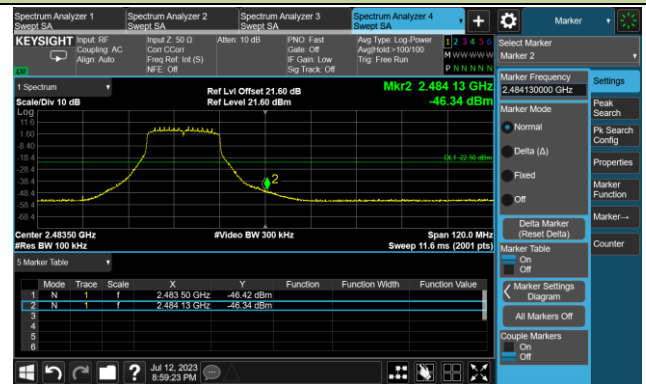 Spectrum Analyzer 1
Swept SA
Spectrum Analyzer 2
Swept SA
Spectrum Analyzer 3
Swept SA
Spectrum Analyzer 4
Swept SA
+
Marker
KEYSIGHT
Input: RF
Coupling: AC
Align: Auto
Input Z: 50 Ω
Corr CCorr
Freq Ref: Int (S)
NFE: Off
Atten: 10 dB
PNO: Fast
Gate: Off
IF Gain: Low
Sig Track: Off
Avg Type: Log-Power
Avg|Hold:>100/100
Trig: Free Run
1 2 3 4 5 6
M W W W W W
P N N N N N
LXI
Select Marker
Marker 2
1 Spectrum
Scale/Div 10 dB
Log
Ref Lvl Offset 21.60 dB
Ref Level 21.60 dBm
Mkr2 2.484 13 GHz
-46.34 dBm
11.6
1.60
-8.40
-18.4
-28.4
-38.4
-48.4
-58.4
-68.4
DL1 -22.50 dBm
2
Center 2.48350 GHz
#Res BW 100 kHz
#Video BW 300 kHz
Span 120.0 MHz
Sweep 11.6 ms (2001 pts)
5 Marker Table
Mode Trace Scale X Y Function Function Width Function Value
1 N 1 f 2.483 50 GHz -46.42 dBm
2 N 1 f 2.484 13 GHz -46.34 dBm
3
4
5
6
Marker Frequency
2.484130000 GHz
Marker Mode
Normal
Delta (Δ)
Fixed
Off
Delta Marker
(Reset Delta)
Marker Table
On
Off
Marker Settings
Diagram
All Markers Off
Couple Markers
On
Off
Settings
Peak
Search
Pk Search
Config
Properties
Marker
Function
Marker→
Counter
?
Jul 12, 2023
8:59:23 PM